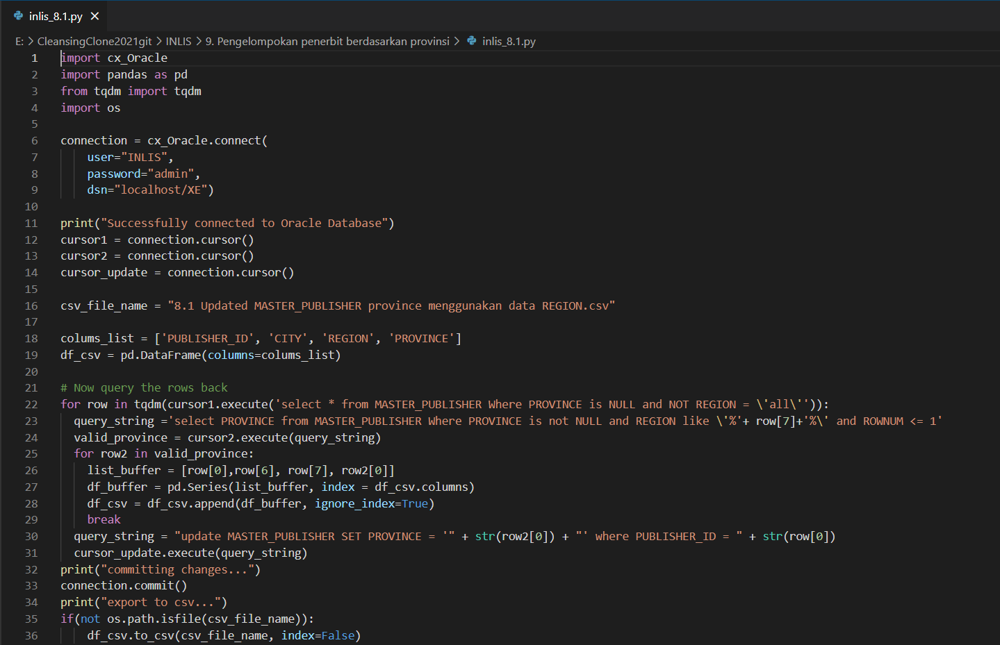 inlis_8.1.py
E: > CleansingClone2021git > INLIS > 9. Pengelompokan penerbit berdasarkan provinsi > inlis_8.1.py
1 import cx_Oracle
2 import pandas as pd
3 from tqdm import tqdm
4 import os
5
6 connection = cx_Oracle.connect(
7     user="INLIS",
8     password="admin",
9     dsn="localhost/XE")
10
11 print("Successfully connected to Oracle Database")
12 cursor1 = connection.cursor()
13 cursor2 = connection.cursor()
14 cursor_update = connection.cursor()
15
16 csv_file_name = "8.1 Updated MASTER_PUBLISHER province menggunakan data REGION.csv"
17
18 colums_list = ['PUBLISHER_ID', 'CITY', 'REGION', 'PROVINCE']
19 df_csv = pd.DataFrame(columns=colums_list)
20
21 # Now query the rows back
22 for row in tqdm(cursor1.execute('select * from MASTER_PUBLISHER Where PROVINCE is NULL and NOT REGION = \'all\'')):
23   query_string ='select PROVINCE from MASTER_PUBLISHER Where PROVINCE is not NULL and REGION like \'%'+ row[7]+'%\' and ROWNUM <= 1'
24   valid_province = cursor2.execute(query_string)
25   for row2 in valid_province:
26     list_buffer = [row[0],row[6], row[7], row2[0]]
27     df_buffer = pd.Series(list_buffer, index = df_csv.columns)
28     df_csv = df_csv.append(df_buffer, ignore_index=True)
29     break
30   query_string = "update MASTER_PUBLISHER SET PROVINCE = '" + str(row2[0]) + "' where PUBLISHER_ID = " + str(row[0])
31   cursor_update.execute(query_string)
32 print("committing changes...")
33 connection.commit()
34 print("export to csv...")
35 if(not os.path.isfile(csv_file_name)):
36     df_csv.to_csv(csv_file_name, index=False)